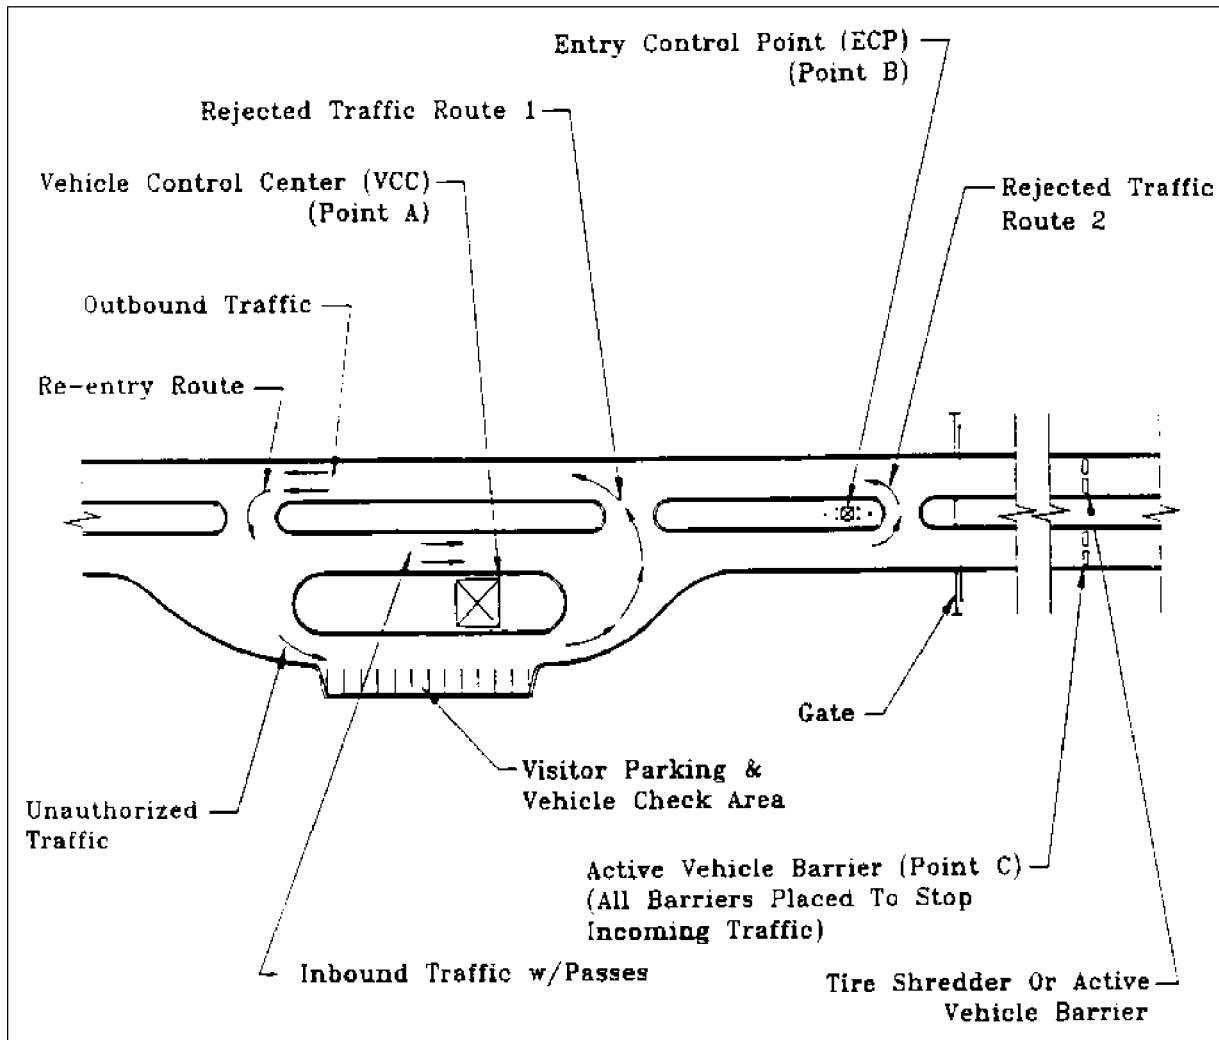 Entry Control Point (ECP)
(Point B)
Rejected Traffic Route 1
Vehicle Control Center (VCC)
(Point A)
Rejected Traffic
Route 2
Outbound Traffic
Re-entry Route
Gate
Visitor Parking &
Vehicle Check Area
Unauthorized
Traffic
Active Vehicle Barrier (Point C)
(All Barriers Placed To Stop
Incoming Traffic)
Inbound Traffic w/Passes
Tire Shredder Or Active
Vehicle Barrier